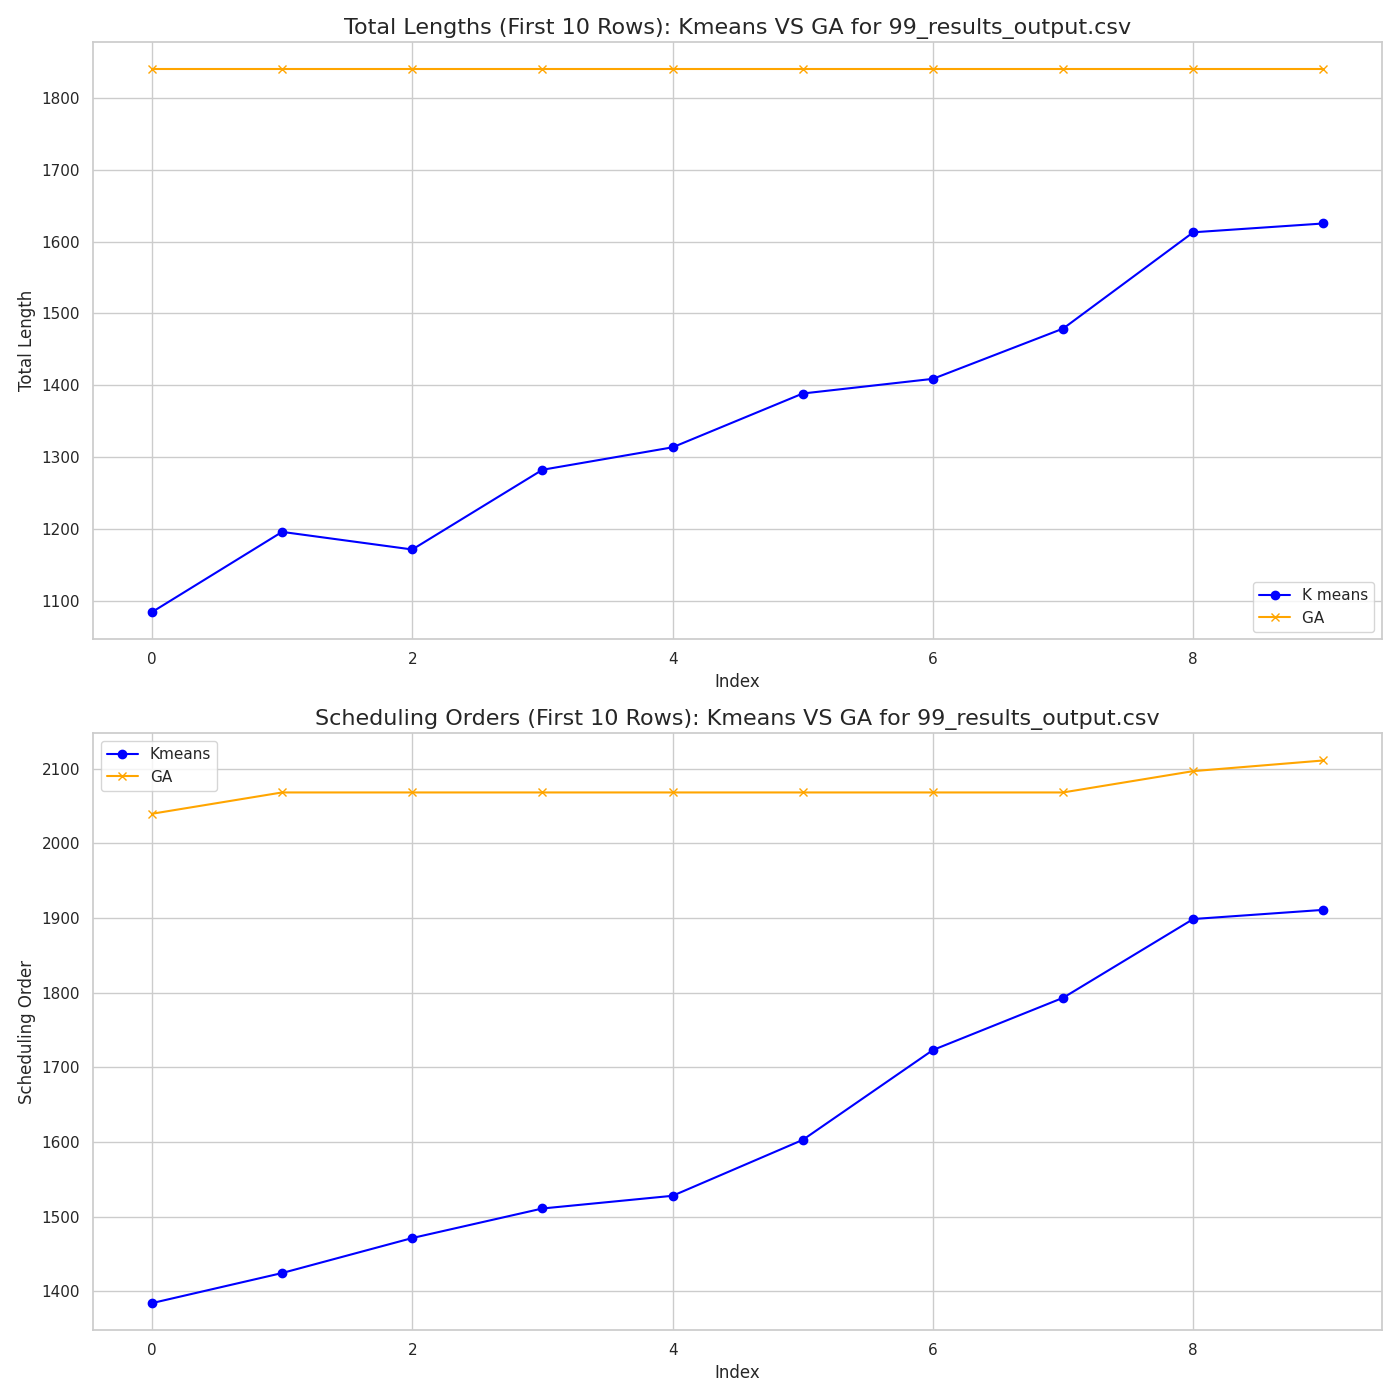 Total Lengths (First 10 Rows): Kmeans VS GA for 99_results_output.csv
1800
1700
1600
1500
1400
1300
1200
1100
Total Length
K means
GA
0 2 4 6 8
Index
Scheduling Orders (First 10 Rows): Kmeans VS GA for 99_results_output.csv
Kmeans
GA
2100
2000
1900
1800
1700
1600
1500
1400
Scheduling Order
0 2 4 6 8
Index